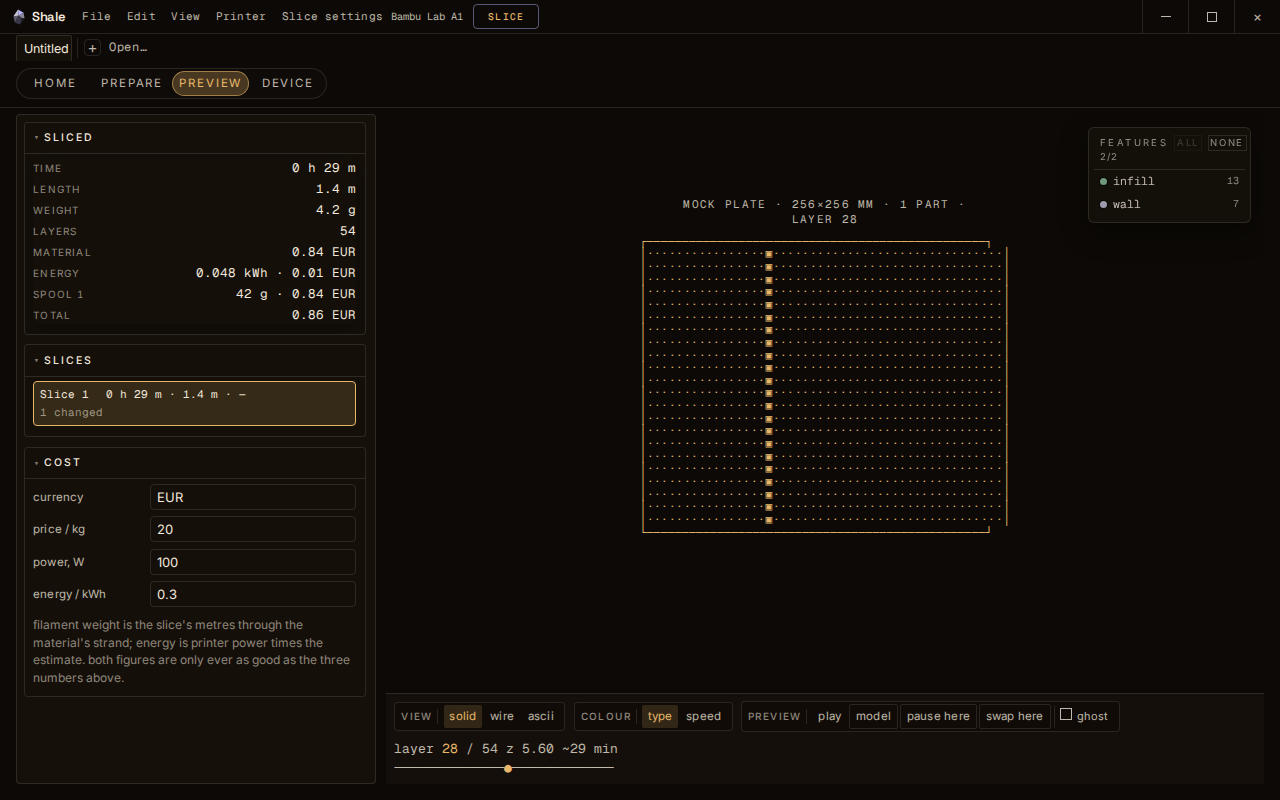 Shale File Edit View Printer Slice settings Bambu Lab A1 SLICE
Untitled + Open…
HOME PREPARE PREVIEW DEVICE
SLICED
TIME 0 h 29 m
LENGTH 1.4 m
WEIGHT 4.2 g
LAYERS 54
MATERIAL 0.84 EUR
ENERGY 0.048 kWh · 0.01 EUR
SPOOL 1 42 g · 0.84 EUR
TOTAL 0.86 EUR
SLICES
Slice 1 0 h 29 m · 1.4 m · —
1 changed
COST
currency EUR
price / kg 20
power, W 100
energy / kWh 0.3
filament weight is the slice's metres through the
material's strand; energy is printer power times the
estimate. both figures are only ever as good as the three
numbers above.
MOCK PLATE · 256×256 MM · 1 PART ·
LAYER 28
FEATURES ALL NONE
2/2
infill 13
wall 7
VIEW solid wire ascii COLOUR type speed PREVIEW play model pause here swap here ghost
layer 28 / 54 z 5.60 ~29 min